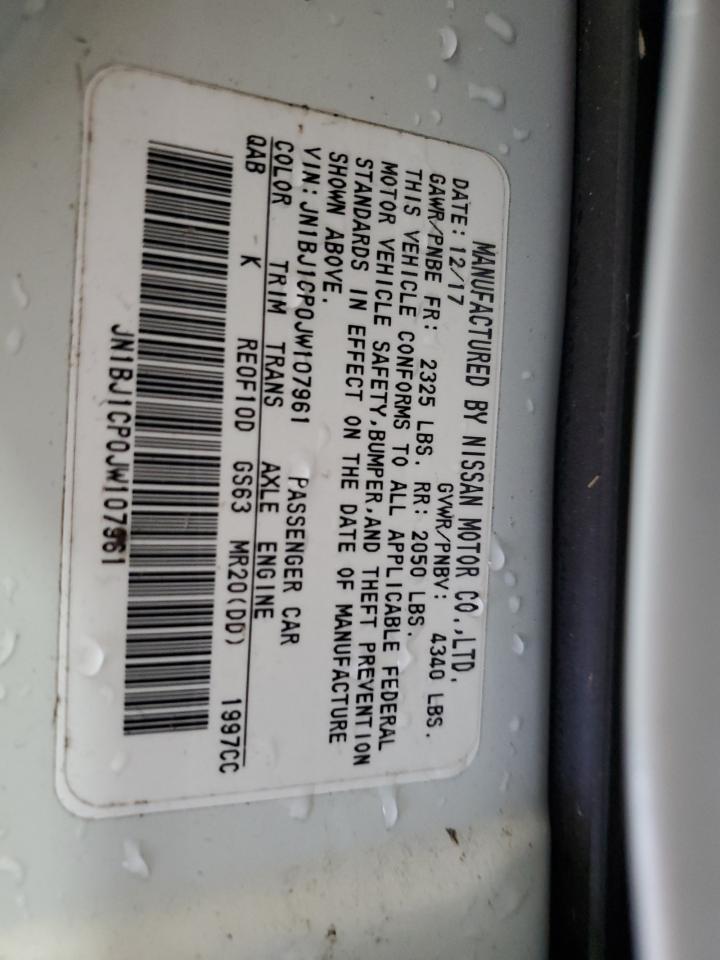 MANUFACTURED BY NISSAN MOTOR CO.,LTD.
DATE: 12/17 GVWR/PNBV: 4340 LBS.
GAWR/PNBE FR: 2325 LBS. RR: 2050 LBS.
THIS VEHICLE CONFORMS TO ALL APPLICABLE FEDERAL
MOTOR VEHICLE SAFETY,BUMPER,AND THEFT PREVENTION
STANDARDS IN EFFECT ON THE DATE OF MANUFACTURE
SHOWN ABOVE.
VIN: JN1BJ1CP0JW107961 PASSENGER CAR
COLOR TRIM TRANS AXLE ENGINE
QAB K RE0F10D GS63 MR20(DD) 1997CC
JN1BJ1CP0JW107961